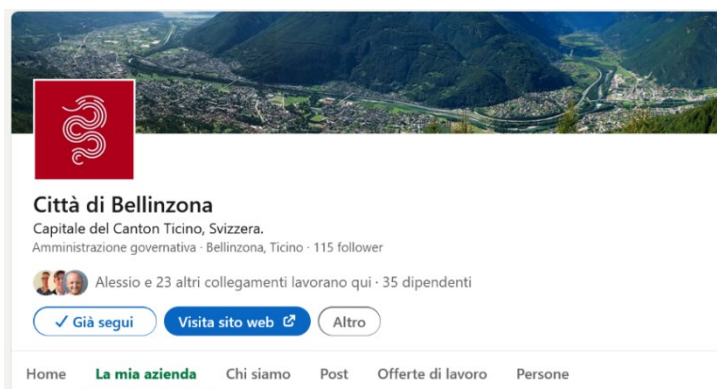 Città di Bellinzona
Capitale del Canton Ticino, Svizzera.
Amministrazione governativa · Bellinzona, Ticino · 115 follower
Alessio e 23 altri collegamenti lavorano qui · 35 dipendenti
✓ Già segui Visita sito web Altro
Home La mia azienda Chi siamo Post Offerte di lavoro Persone